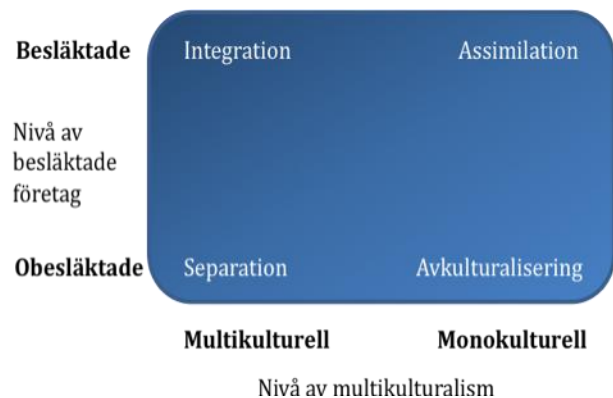 Besläktade Integration Assimilation
Nivå av
besläktade
företag
Obesläktade Separation Avkulturalisering
Multikulturell Monokulturell
Nivå av multikulturalism